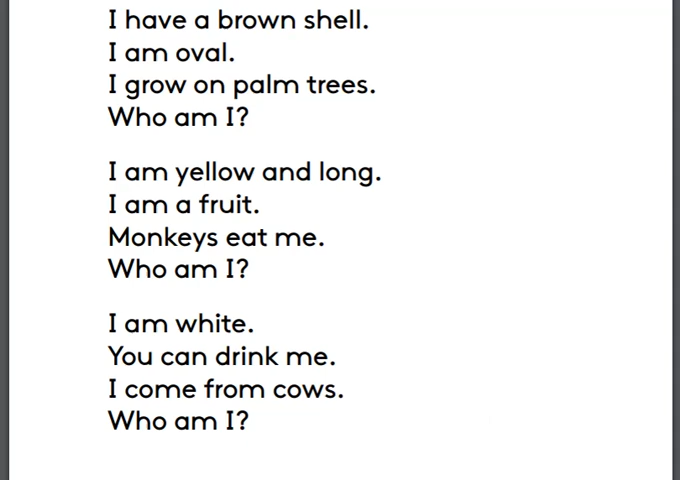 I have a brown shell.
I am oval.
I grow on palm trees.
Who am I?
I am yellow and long.
I am a fruit.
Monkeys eat me.
Who am I?
I am white.
You can drink me.
I come from cows.
Who am I?